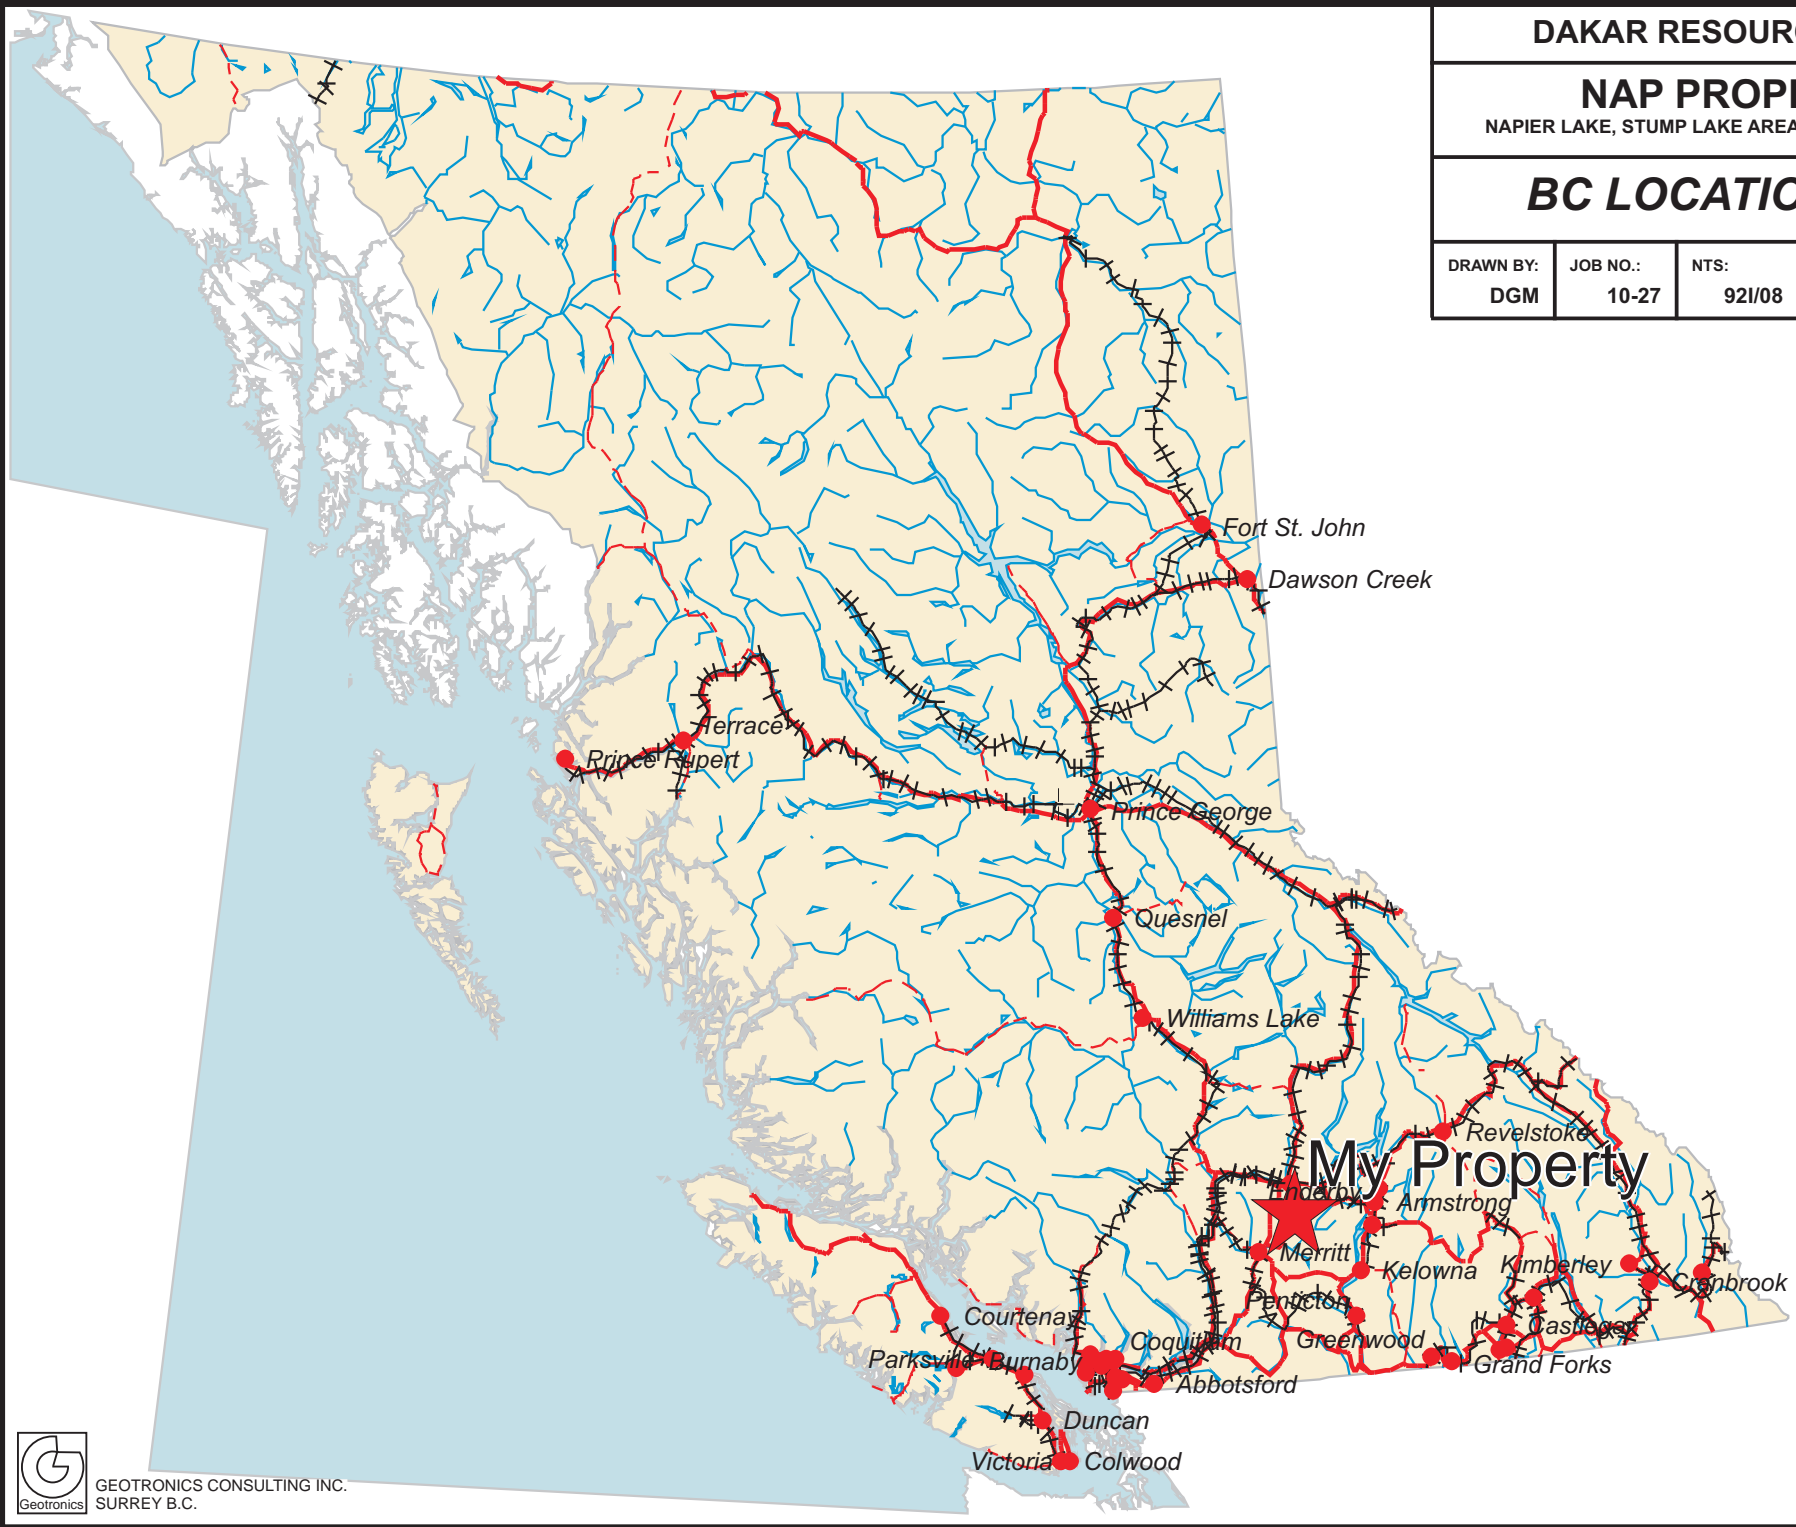 DAKAR RESOUR
NAP PROP
NAPIER LAKE, STUMP LAKE AREA
BC LOCATIO
DRAWN BY:
DGM
JOB NO.:
10-27
NTS:
92I/08
Fort St. John
Dawson Creek
Terrace
Prince Rupert
Prince George
Quesnel
Williams Lake
Revelstoke
My Property
Enderby
Armstrong
Merritt
Kelowna
Kimberley
Cranbrook
Penticton
Greenwood
Castlegar
Grand Forks
Courtenay
Coquitlam
Parksville
Burnaby
Abbotsford
Duncan
Victoria
Colwood
Geotronics
GEOTRONICS CONSULTING INC.
SURREY B.C.